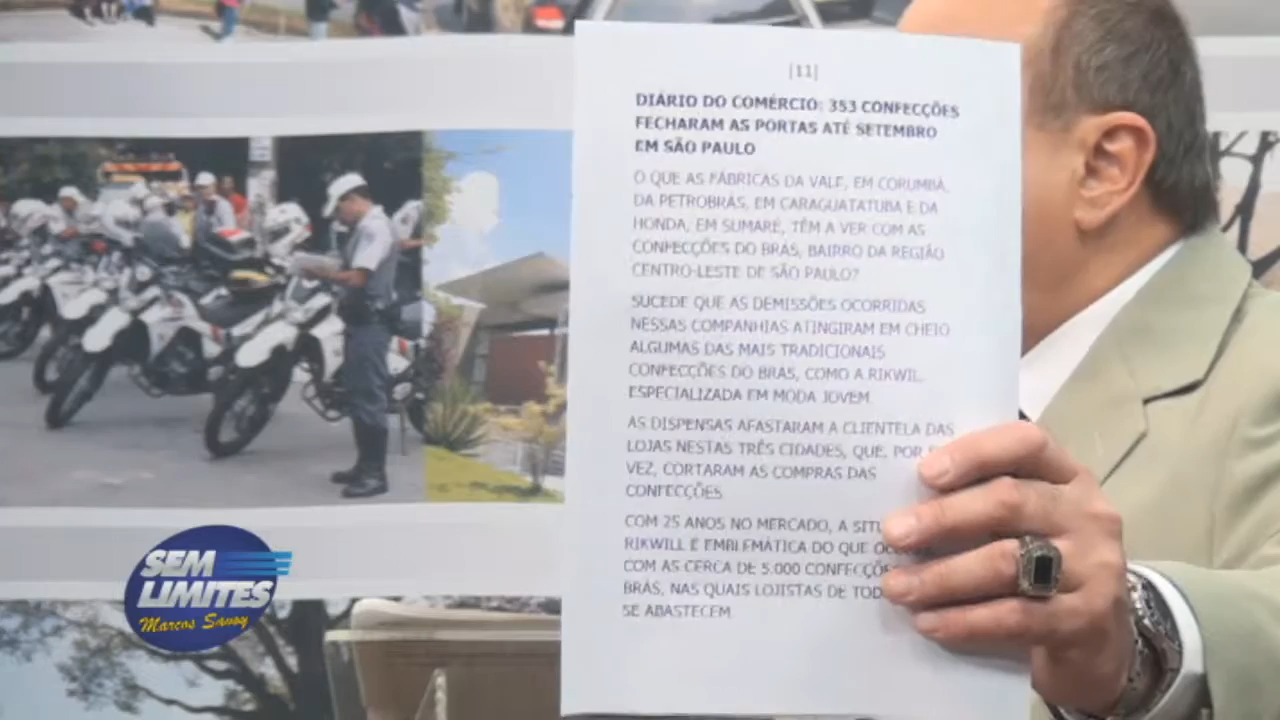 [11]
DIÁRIO DO COMÉRCIO: 353 CONFECÇÕES
FECHARAM AS PORTAS ATÉ SETEMBRO
EM SÃO PAULO
O QUE AS FÁBRICAS DA VALE, EM CORUMBÁ,
DA PETROBRÁS, EM CARAGUATATUBA E DA
HONDA, EM SUMARÉ, TÊM A VER COM AS
CONFECÇÕES DO BRAS, BAIRRO DA REGIÃO
CENTRO-LESTE DE SÃO PAULO?
SUCEDE QUE AS DEMISSÕES OCORRIDAS
NESSAS COMPANHIAS ATINGIRAM EM CHEIO
ALGUMAS DAS MAIS TRADICIONAIS
CONFECÇÕES DO BRAS, COMO A RIKWIL,
ESPECIALIZADA EM MODA JOVEM.
AS DISPENSAS AFASTARAM A CLIENTELA DAS
LOJAS NESTAS TRÊS CIDADES, QUE, POR
VEZ, CORTARAM AS COMPRAS DAS
CONFECÇÕES.
COM 25 ANOS NO MERCADO, A
RIKWILL É EMBLEMÁTICA DO QUE
COM AS CERCA DE 5.000
BRÁS, NAS QUAIS LOJISTAS DE
SE ABASTECEM.
SEM
LIMITES
Marcos Sansy